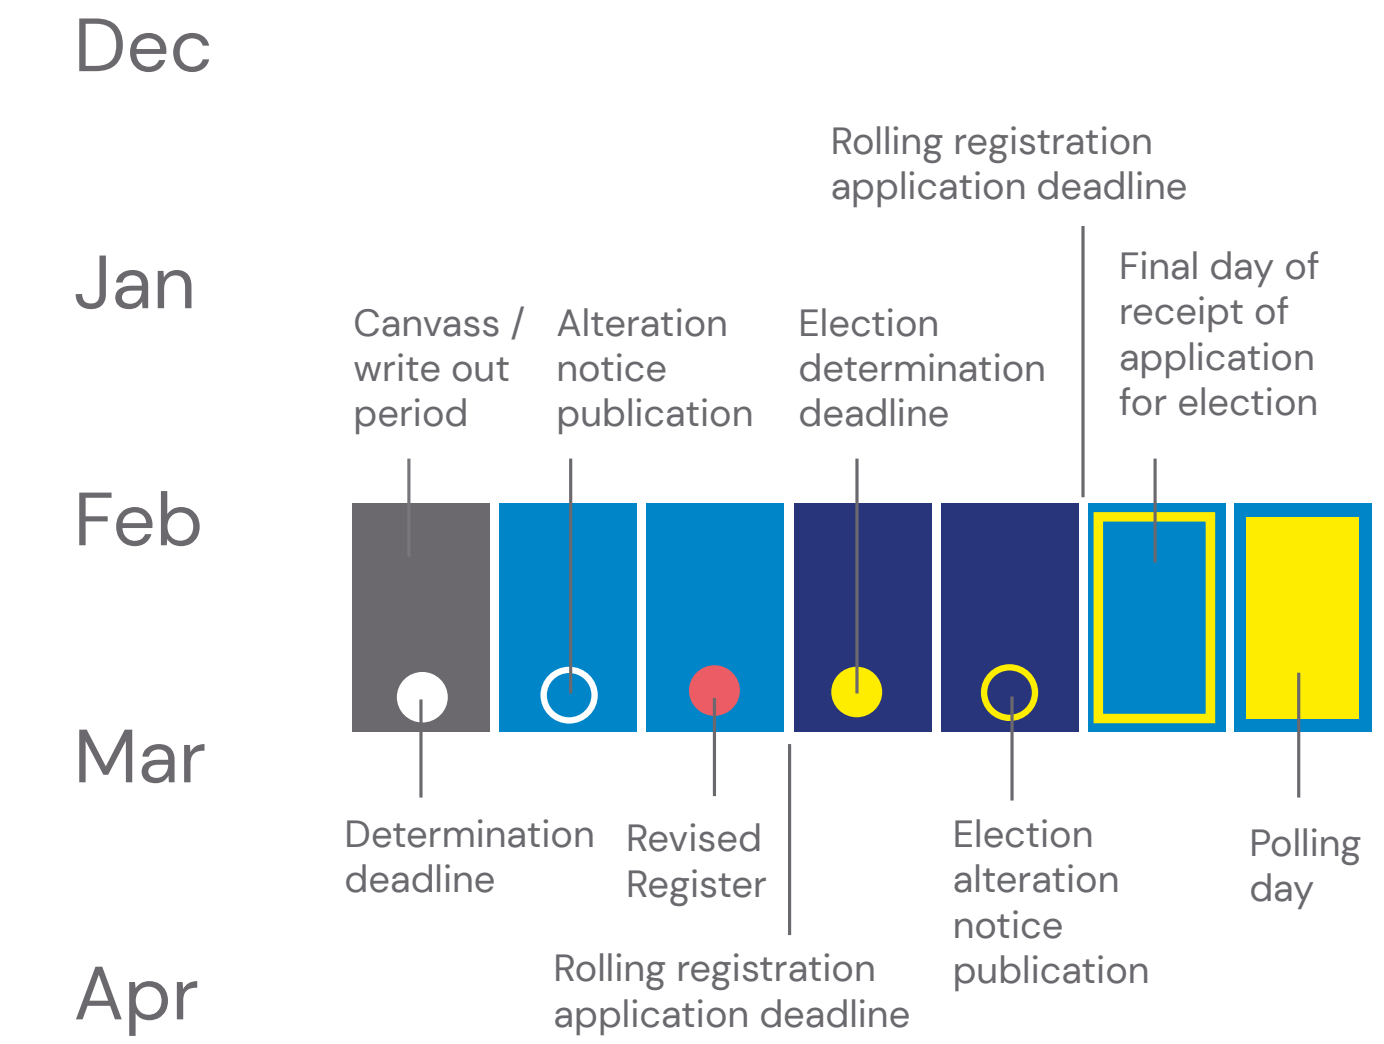 Dec
Jan
Feb
Mar
Apr
Rolling registration
application deadline
Final day of
receipt of
application
for election
Canvass /
write out
period
Alteration
notice
publication
Election
determination
deadline
Determination
deadline
Revised
Register
Rolling registration
application deadline
Election
alteration
notice
publication
Polling
day